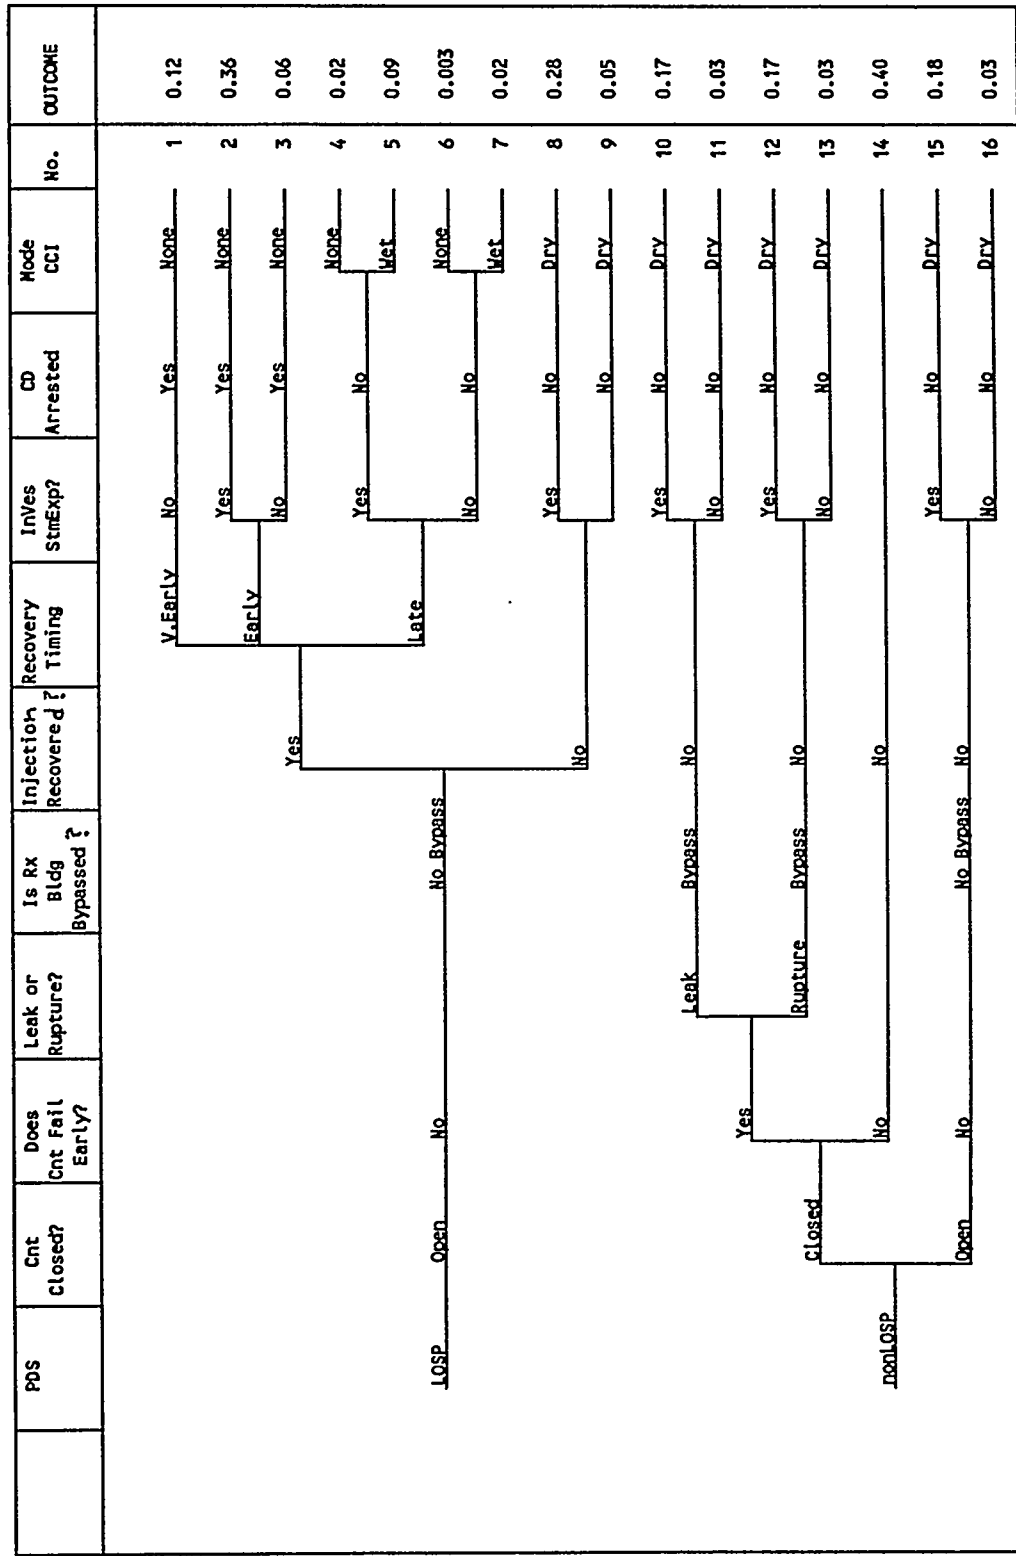 PDS
Cnt
Closed?
Does
Cnt Fail
Early?
Leak or
Rupture?
Is Rx
Bldg
Bypassed?
Injection
Recovered?
Recovery
Timing
InVes
StmExp?
CD
Arrested
Mode
CCI
No.
OUTCOME
V.Early No Yes None 1 0.12
Yes Yes None 2 0.36
Early
No Yes None 3 0.06
Yes
None 4 0.02
Yes No
Wet 5 0.09
Late
LOSP Open No No Bypass
None 6 0.003
No No
Wet 7 0.02
Yes No Dry 8 0.28
No
No No Dry 9 0.05
Yes No Dry 10 0.17
Leak Bypass No
No No Dry 11 0.03
Yes
Yes No Dry 12 0.17
Rupture Bypass No
Closed
No No Dry 13 0.03
No No 14 0.40
nonLOSP
Yes No Dry 15 0.18
Open No No Bypass No
No No Dry 16 0.03